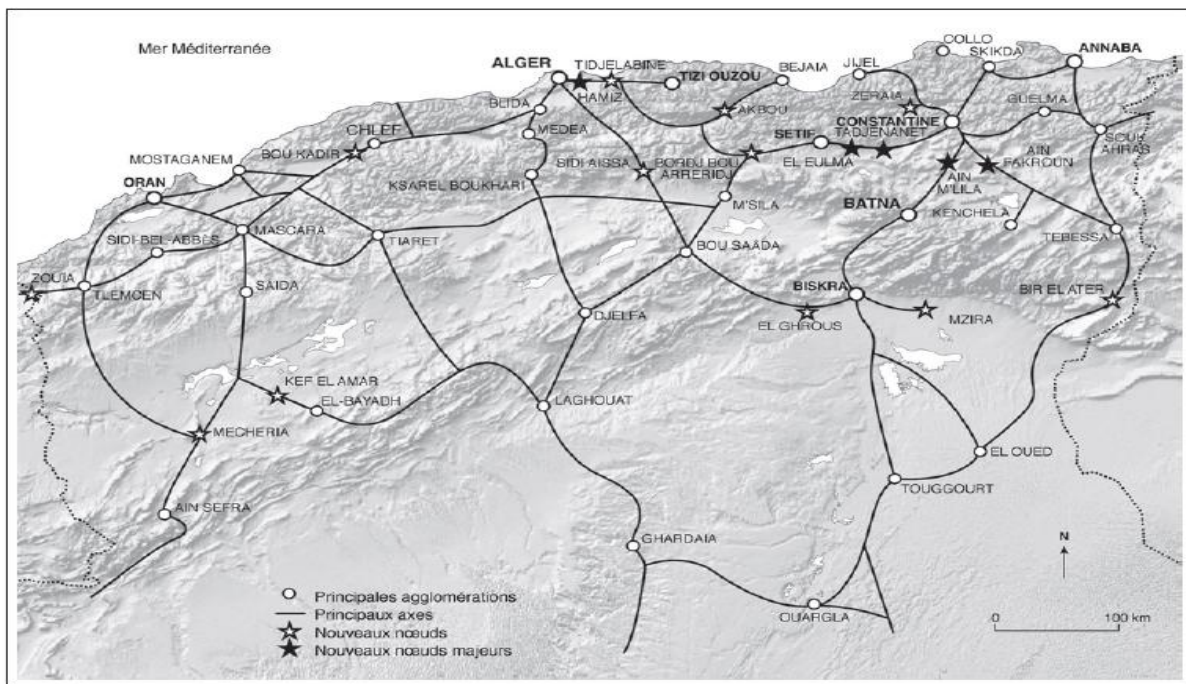 Mer Méditerranée
COLLO
SKIKDA
ANNABA
ALGER
TIDJELABINE
TIZI OUZOU
BEJAIA
JIJEL
HAMIZ
BLIDA
ZERAIA
GUELMA
AKBOU
CONSTANTINE
CHLEF
MEDEA
SETIF
TADJENANET
SOUK
AHRAS
MOSTAGANEM
BOU KADIR
SIDI AISSA
BORDJ BOU
ARRERIDJ
EL EULMA
AIN
FAKROUN
AIN
M'LILA
ORAN
KSAR EL BOUKHARI
M'SILA
BATNA
KENCHELA
SIDI-BEL-ABBÈS
MASCARA
TIARET
BOU SAÂDA
TEBESSA
ZOUIA
TLEMCEN
SAIDA
BISKRA
BIR EL ATER
DJELFA
EL GHROUS
MZIRA
KEF EL AMAR
EL-BAYADH
LAGHOUAT
MECHERIA
EL OUED
TOUGGOURT
AIN SEFRA
GHARDAIA
N
OUARGLA
0 100 km
Principales agglomérations
Principaux axes
Nouveaux nœuds
Nouveaux nœuds majeurs